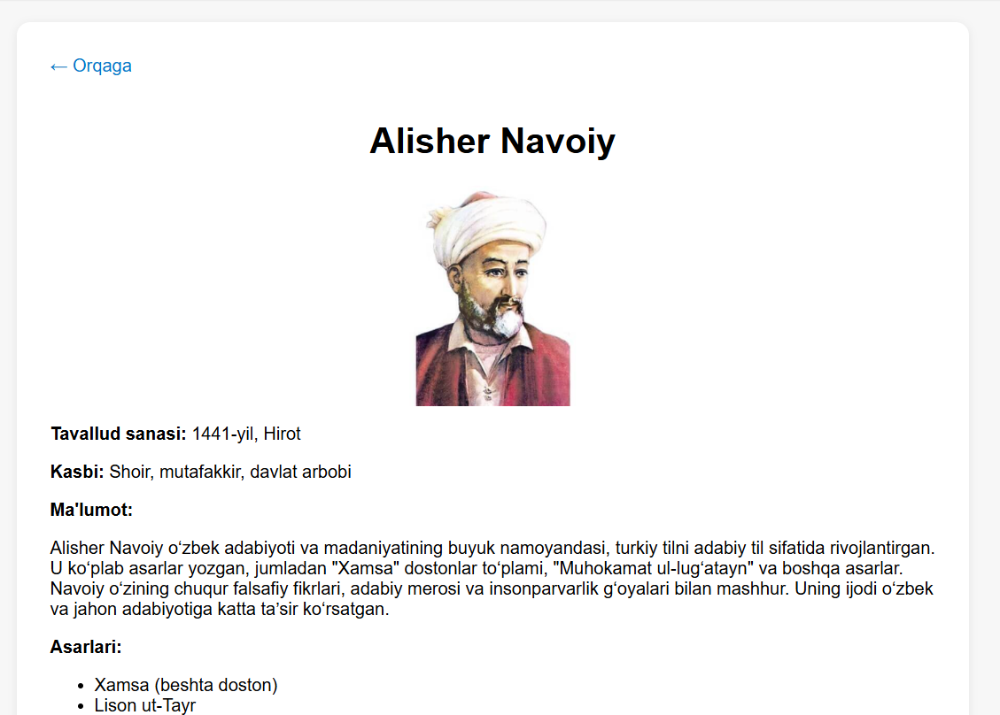 ← Orqaga
Alisher Navoiy
Tavallud sanasi: 1441-yil, Hirot
Kasbi: Shoir, mutafakkir, davlat arbobi
Ma'lumot:
Alisher Navoiy oʻzbek adabiyoti va madaniyatining buyuk namoyandasi, turkiy tilni adabiy til sifatida rivojlantirgan.
U koʻplab asarlar yozgan, jumladan "Xamsa" dostonlar toʻplami, "Muhokamat ul-lugʻatayn" va boshqa asarlar.
Navoiy oʻzining chuqur falsafiy fikrlari, adabiy merosi va insonparvarlik gʻoyalari bilan mashhur. Uning ijodi oʻzbek
va jahon adabiyotiga katta taʼsir koʻrsatgan.
Asarlari:
• Xamsa (beshta doston)
• Lison ut-Tayr